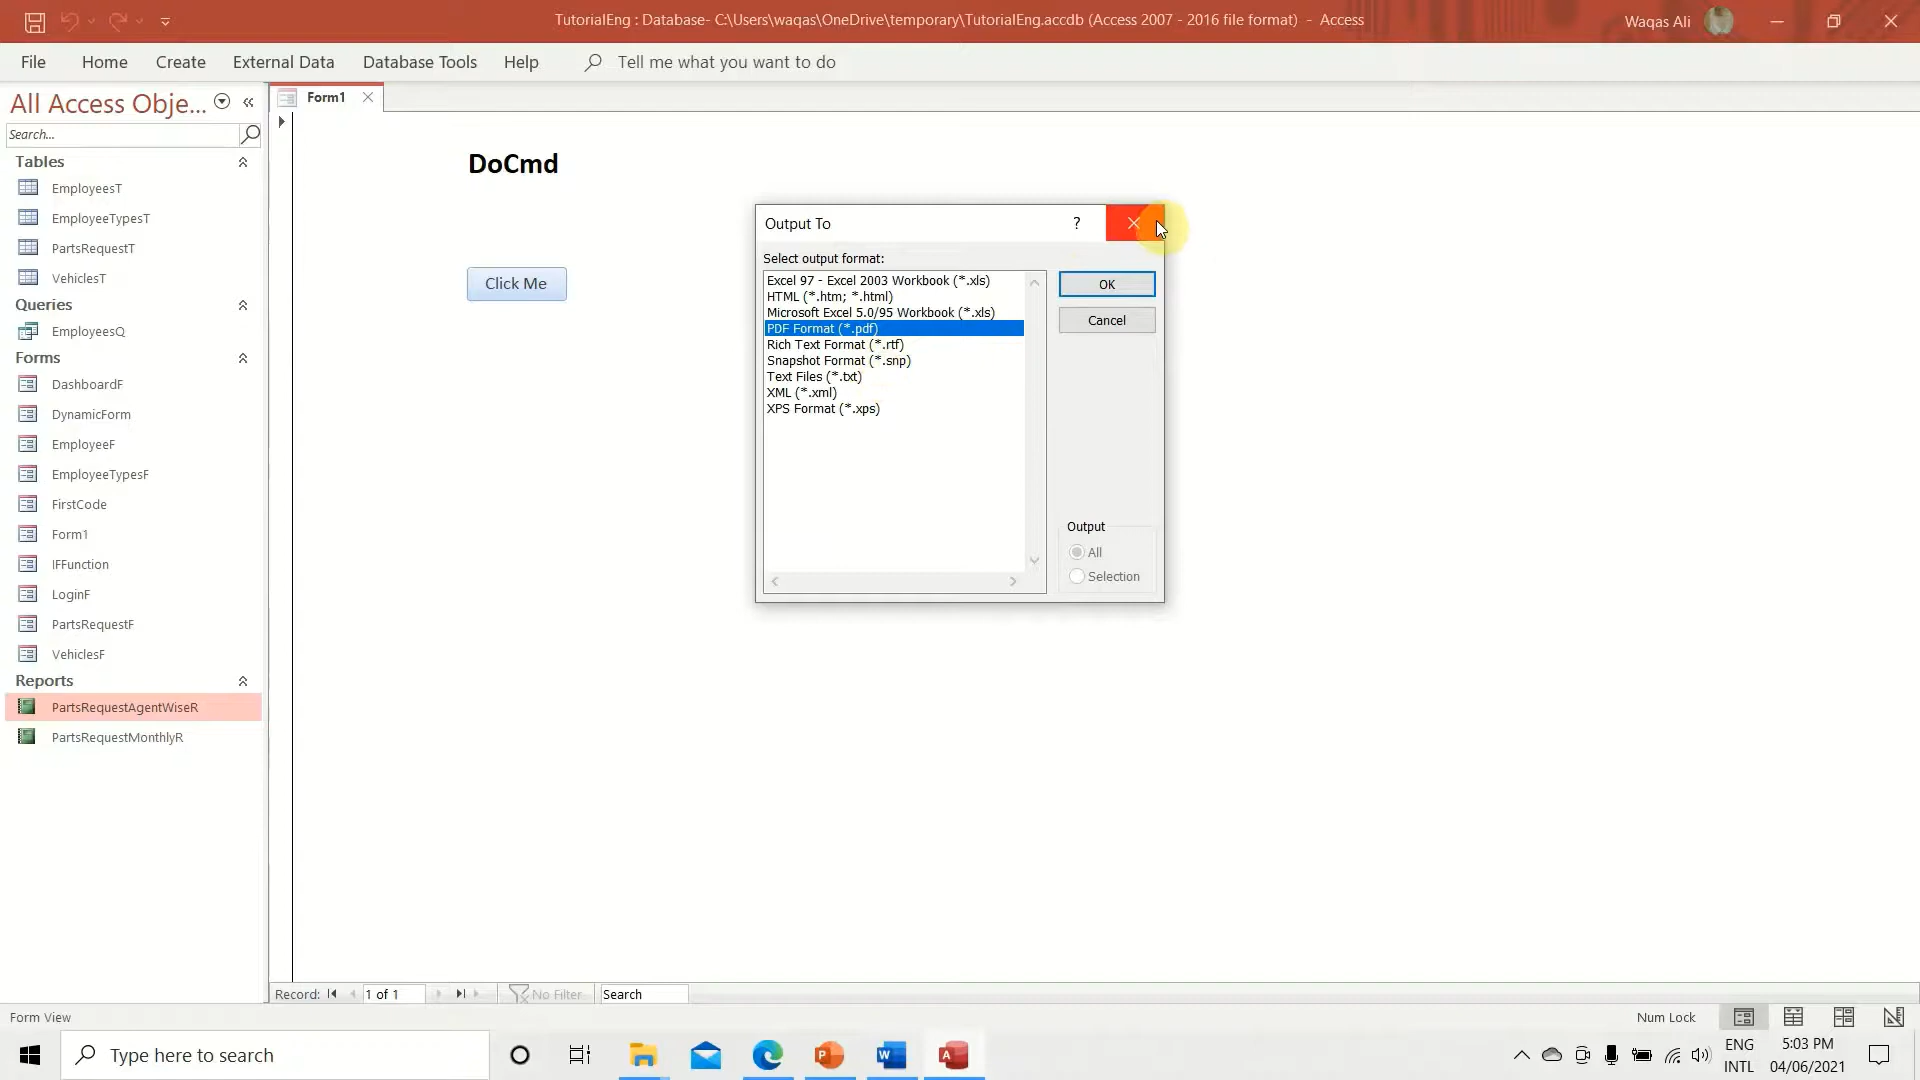 TutorialEng : Database- C:\Users\waqas\OneDrive\temporary\TutorialEng.accdb (Access 2007 - 2016 file format) - Access
Waqas Ali
File Home Create External Data Database Tools Help Tell me what you want to do
All Access Obje...
Search...
Tables
EmployeesT
EmployeeTypesT
PartsRequestT
VehiclesT
Queries
EmployeesQ
Forms
DashboardF
DynamicForm
EmployeeF
EmployeeTypesF
FirstCode
Form1
IFFunction
LoginF
PartsRequestF
VehiclesF
Reports
PartsRequestAgentWiseR
PartsRequestMonthlyR
Form1
DoCmd
Click Me
Output To ?
Select output format:
Excel 97 - Excel 2003 Workbook (*.xls)
HTML (*.htm; *.html)
Microsoft Excel 5.0/95 Workbook (*.xls)
PDF Format (*.pdf)
Rich Text Format (*.rtf)
Snapshot Format (*.snp)
Text Files (*.txt)
XML (*.xml)
XPS Format (*.xps)
OK
Cancel
Output
All
Selection
Record: 1 of 1 No Filter Search
Form View
Num Lock
Type here to search
P
W
A
ENG
INTL
5:03 PM
04/06/2021